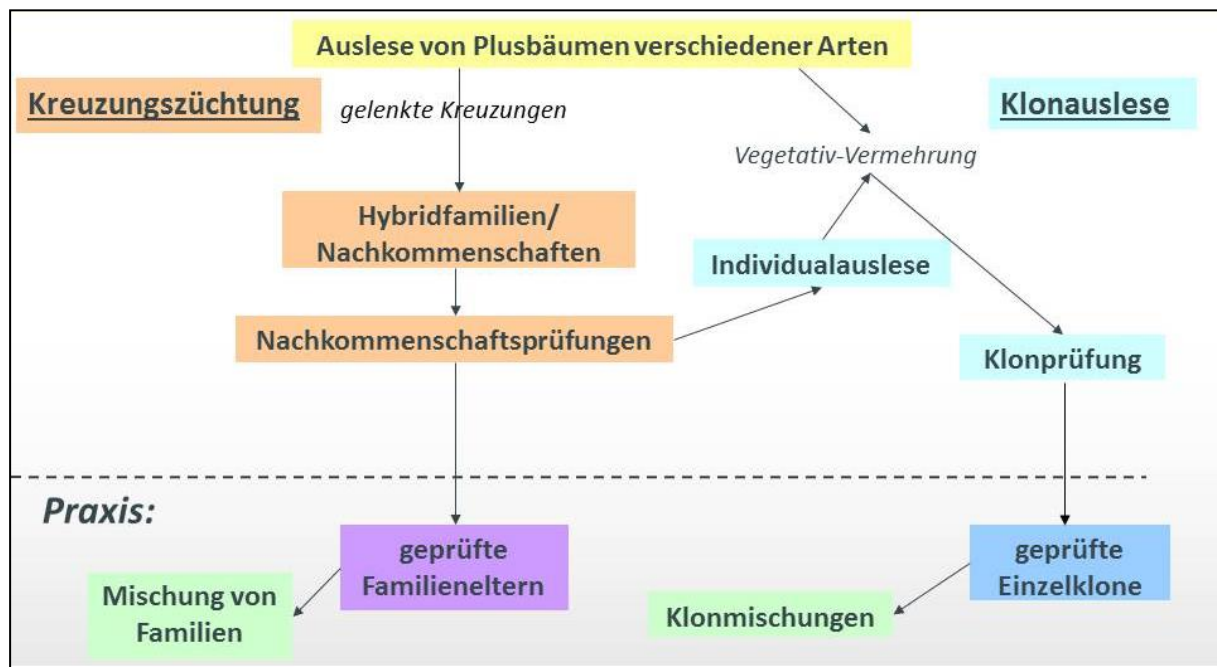 Auslese von Plusbäumen verschiedener Arten
Kreuzungszüchtung
gelenkte Kreuzungen
Klonauslese
Vegetativ-Vermehrung
Hybridfamilien/
Nachkommenschaften
Individualauslese
Nachkommenschaftsprüfungen
Klonprüfung
Praxis:
geprüfte
Familieneltern
geprüfte
Einzelklone
Mischung von
Familien
Klonmischungen